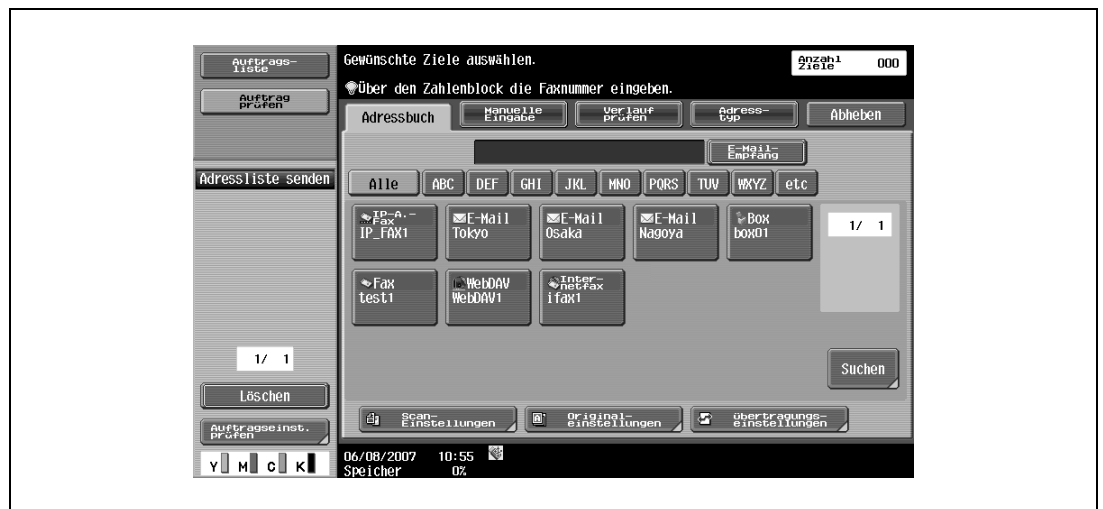 Auftrags-
liste
Auftrag
prüfen
Adressliste senden
1/ 1
Löschen
Auftragseinst.
prüfen
Y M C K
Gewünschte Ziele auswählen.
Anzahl
Ziele 000
Über den Zahlenblock die Faxnummer eingeben.
Adressbuch
Manuelle
Eingabe
Verlauf
prüfen
Adress-
typ
Abheben
E-Mail-
Empfang
Alle ABC DEF GHI JKL MNO PQRS TUV WXYZ etc
IP-A.-
Fax
IP_FAX1
E-Mail
Tokyo
E-Mail
Osaka
E-Mail
Nagoya
Box
box01
1/ 1
Fax
test1
WebDAV
WebDAV1
Inter-
netfax
ifax1
Suchen
Scan-
Einstellungen
Original-
einstellungen
übertragungs-
einstellungen
06/08/2007 10:55
Speicher 0%